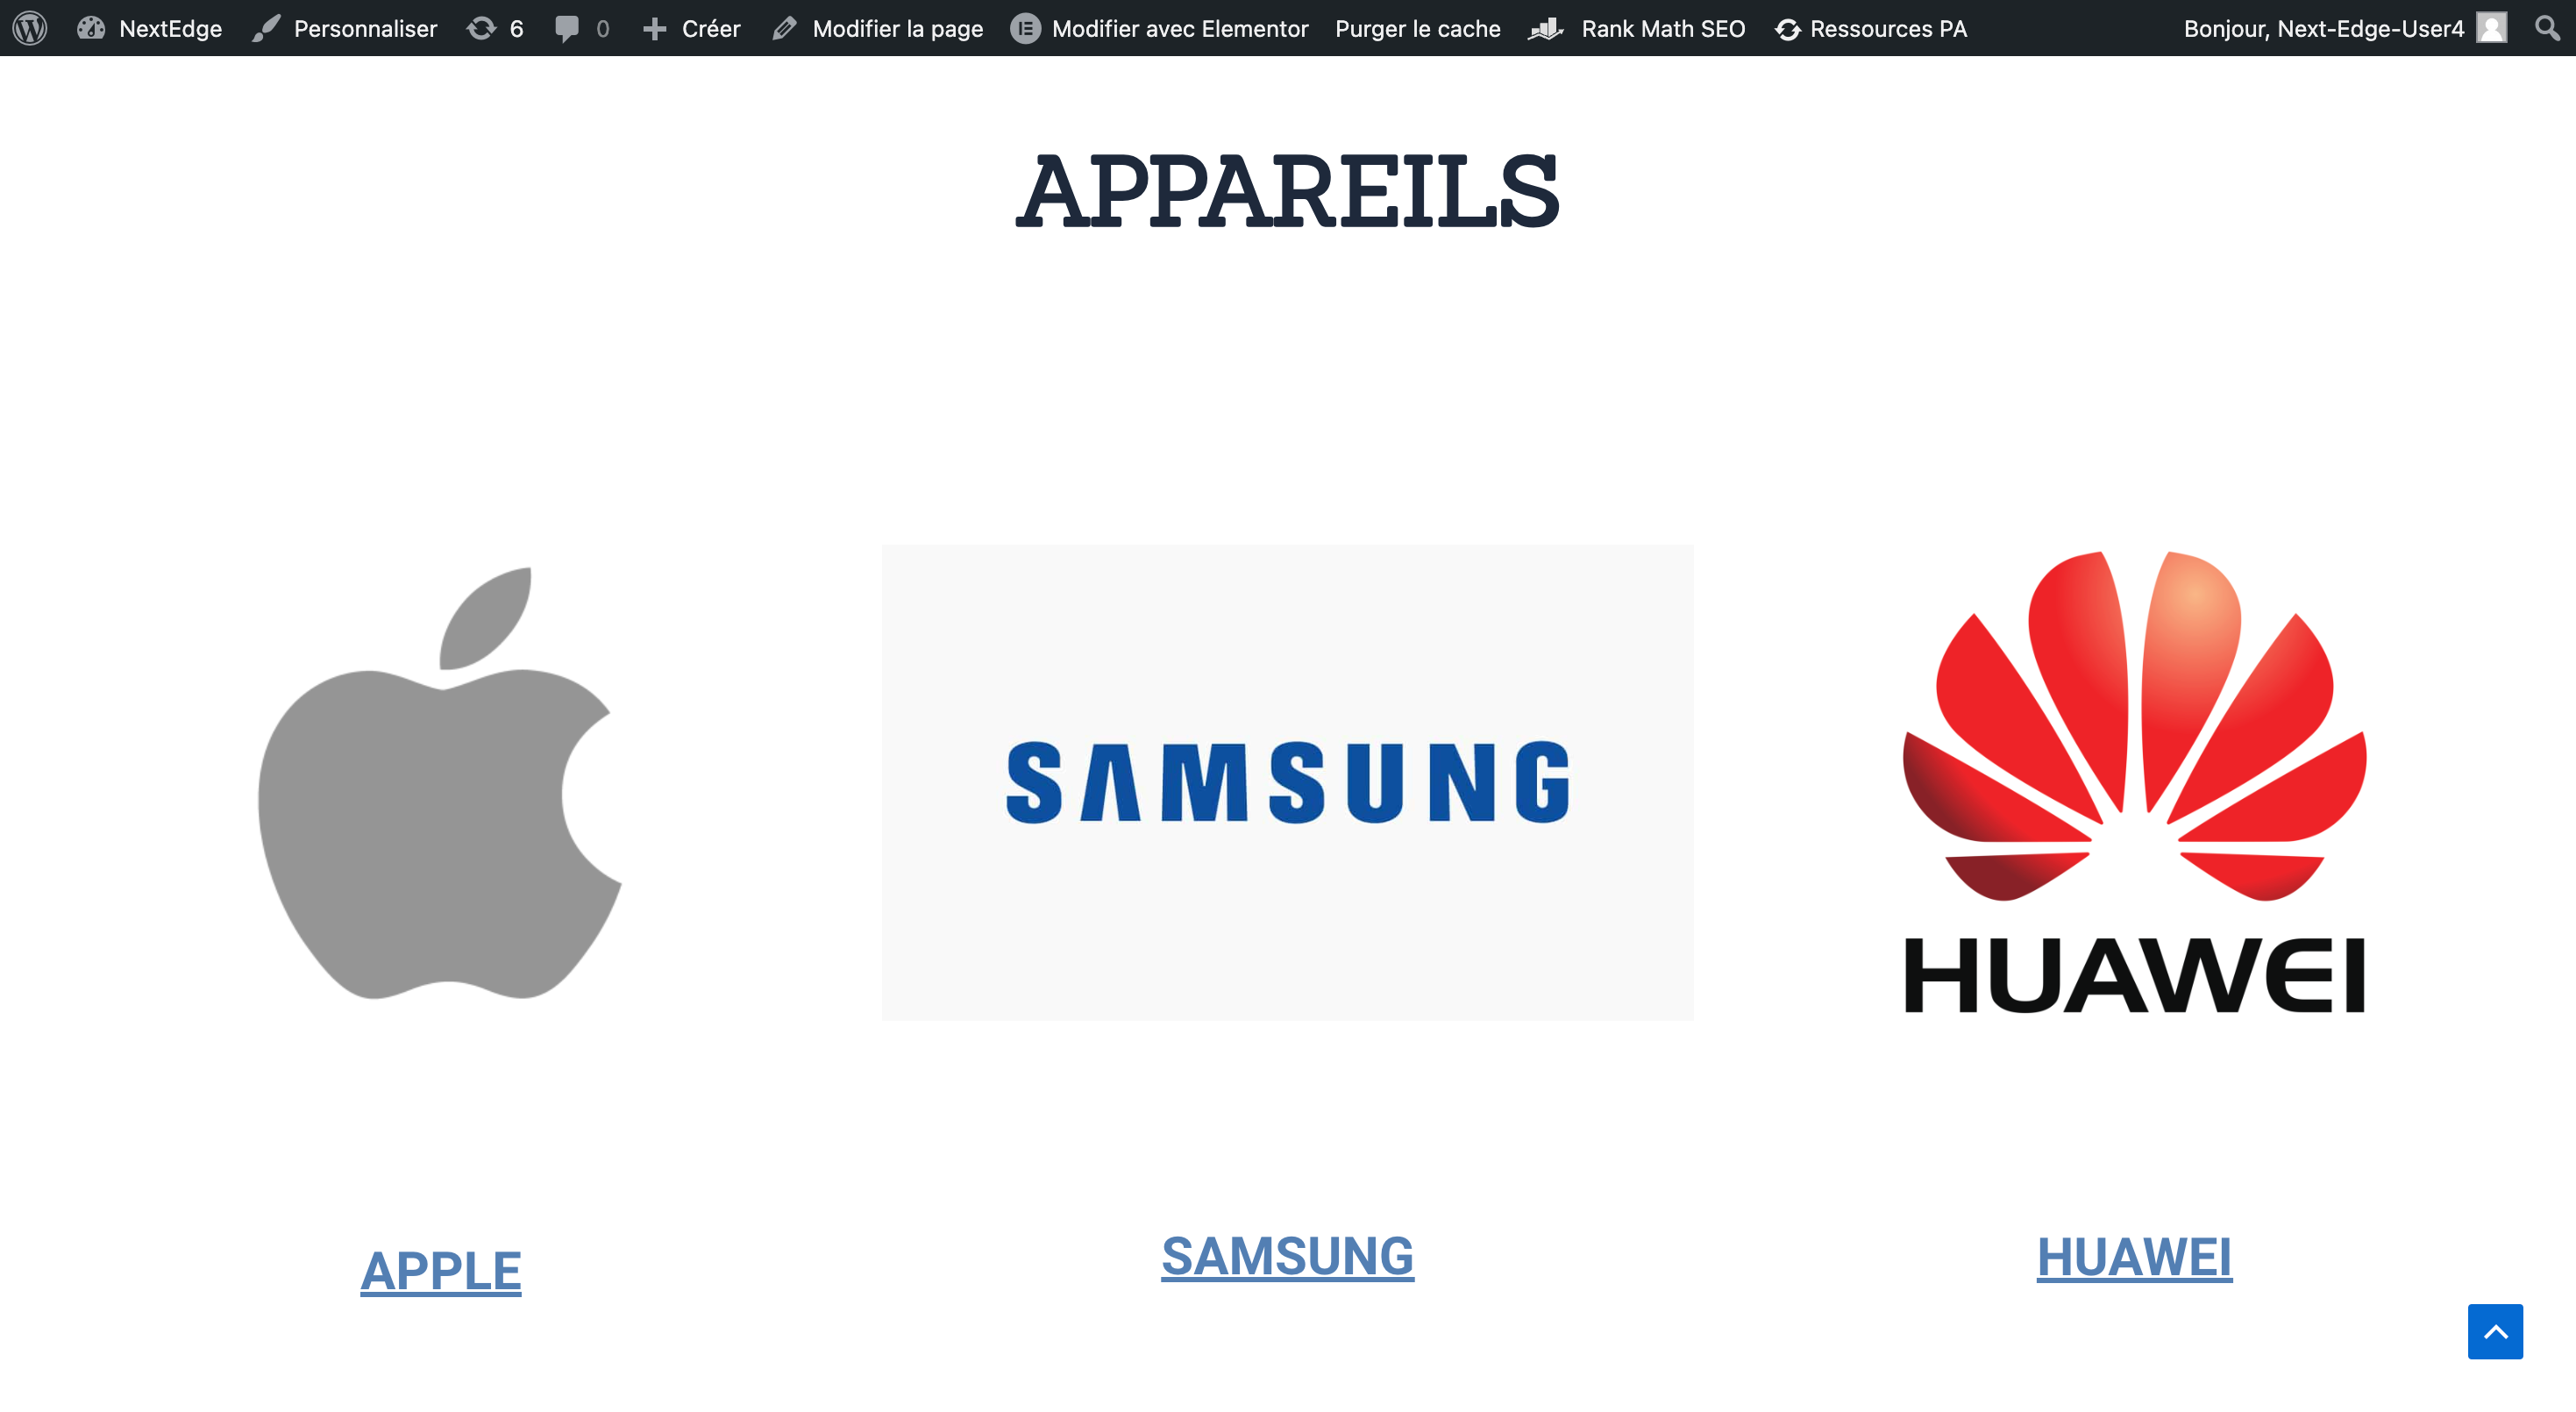 NextEdge Personnaliser 6 0 Créer Modifier la page Modifier avec Elementor Purger le cache Rank Math SEO Ressources PA Bonjour, Next-Edge-User4
APPAREILS
SAMSUNG
HUAWEI
APPLE SAMSUNG HUAWEI